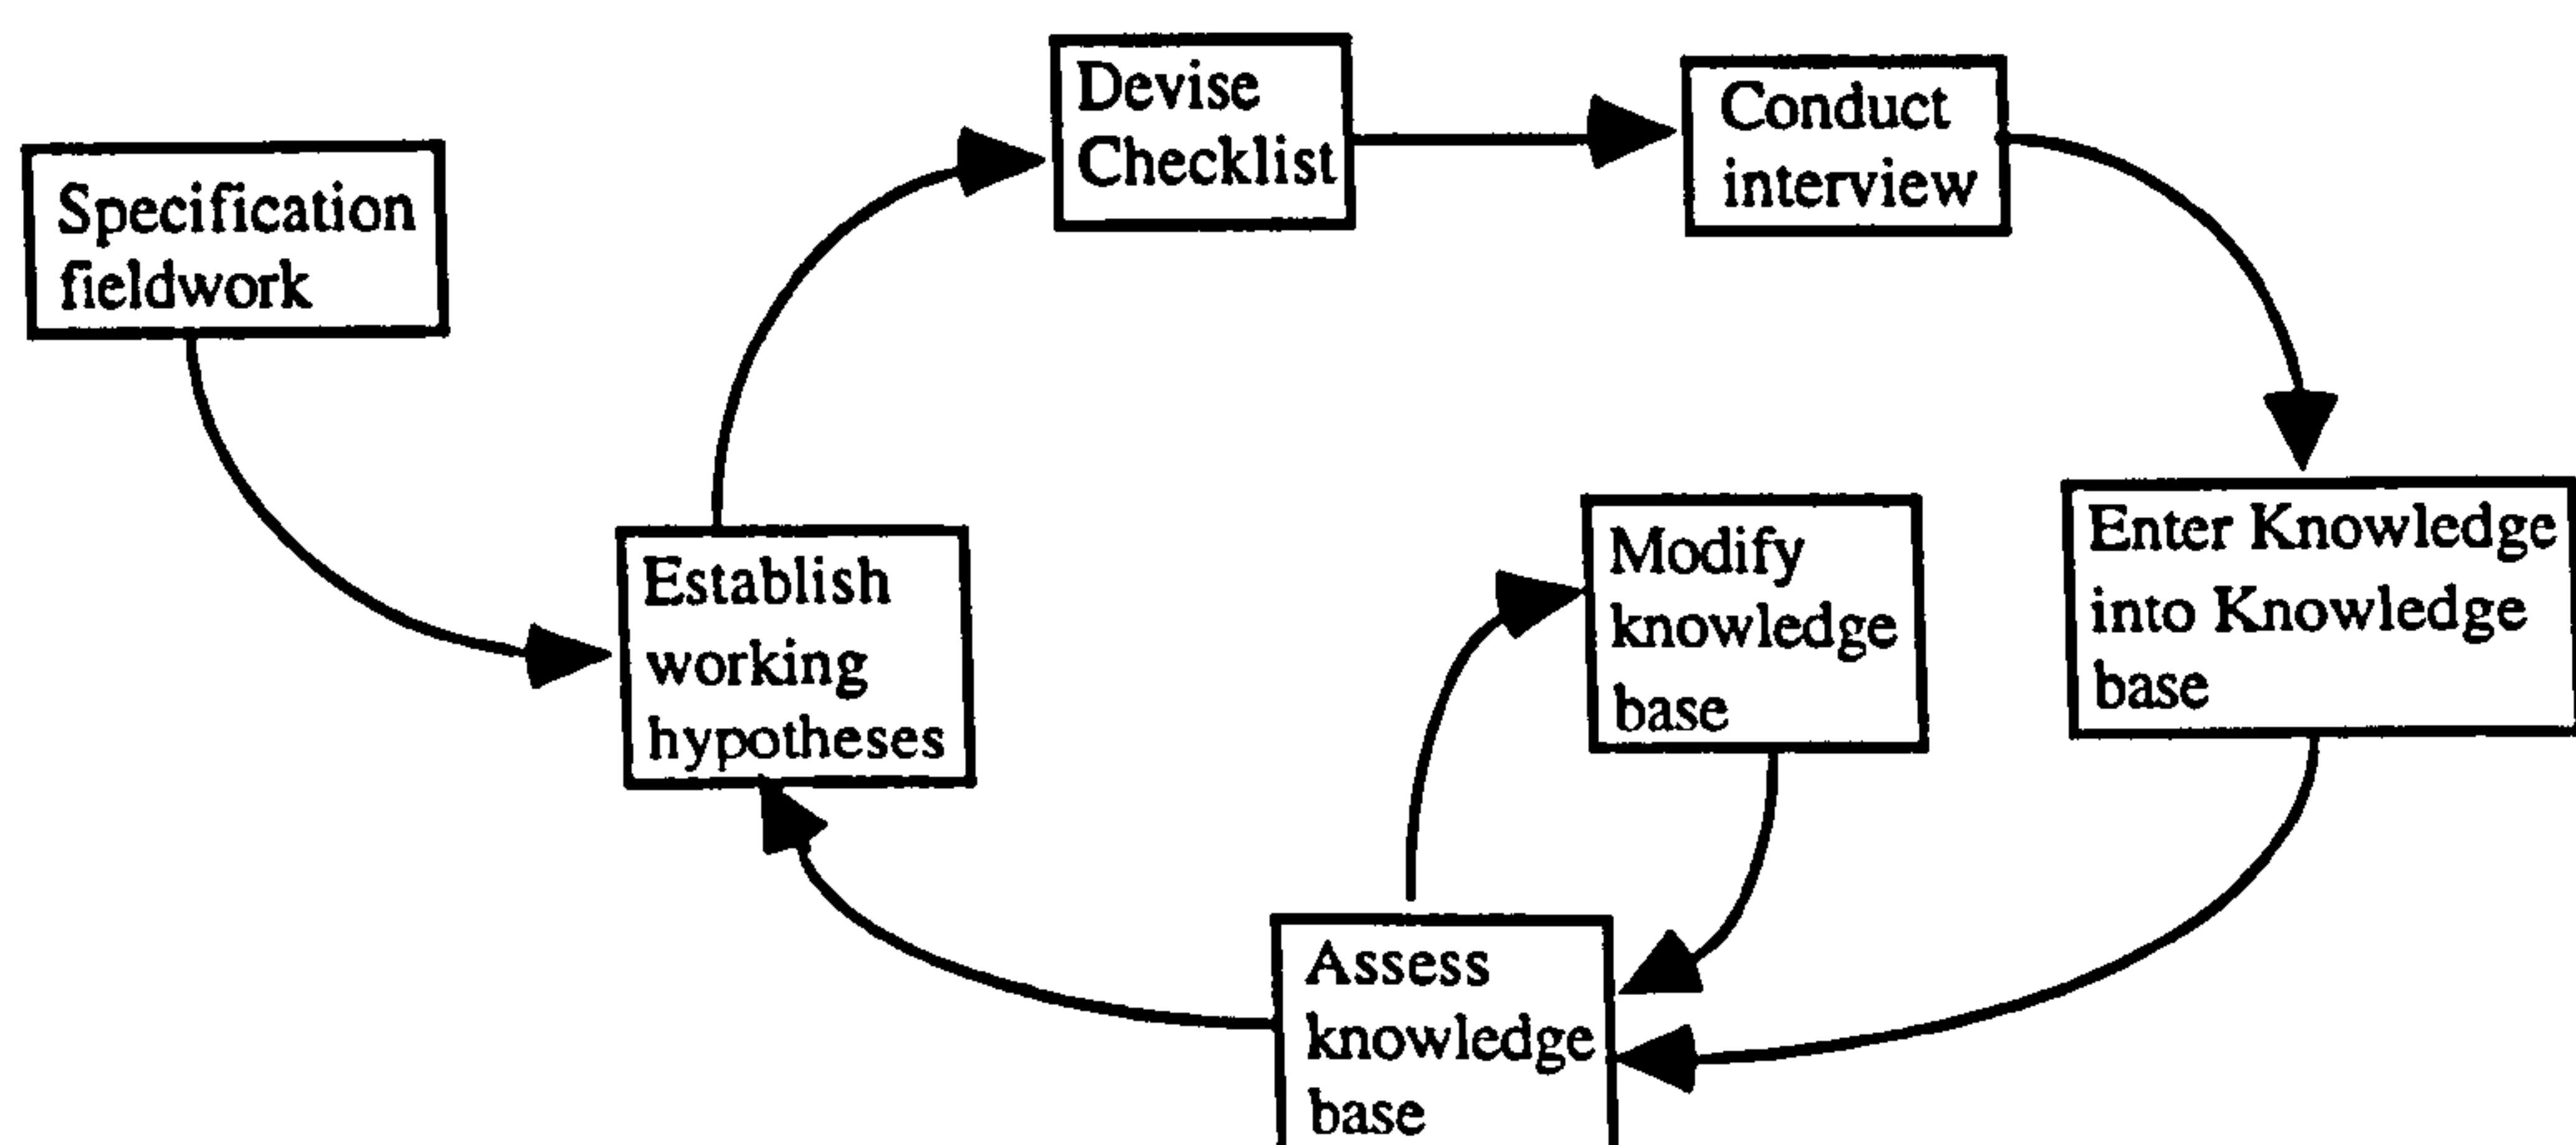 Specification
fieldwork
Devise
Checklist
Conduct
interview
Establish
working
hypotheses
Modify
knowledge
base
Enter Knowledge
into Knowledge
base
Assess
knowledge
base